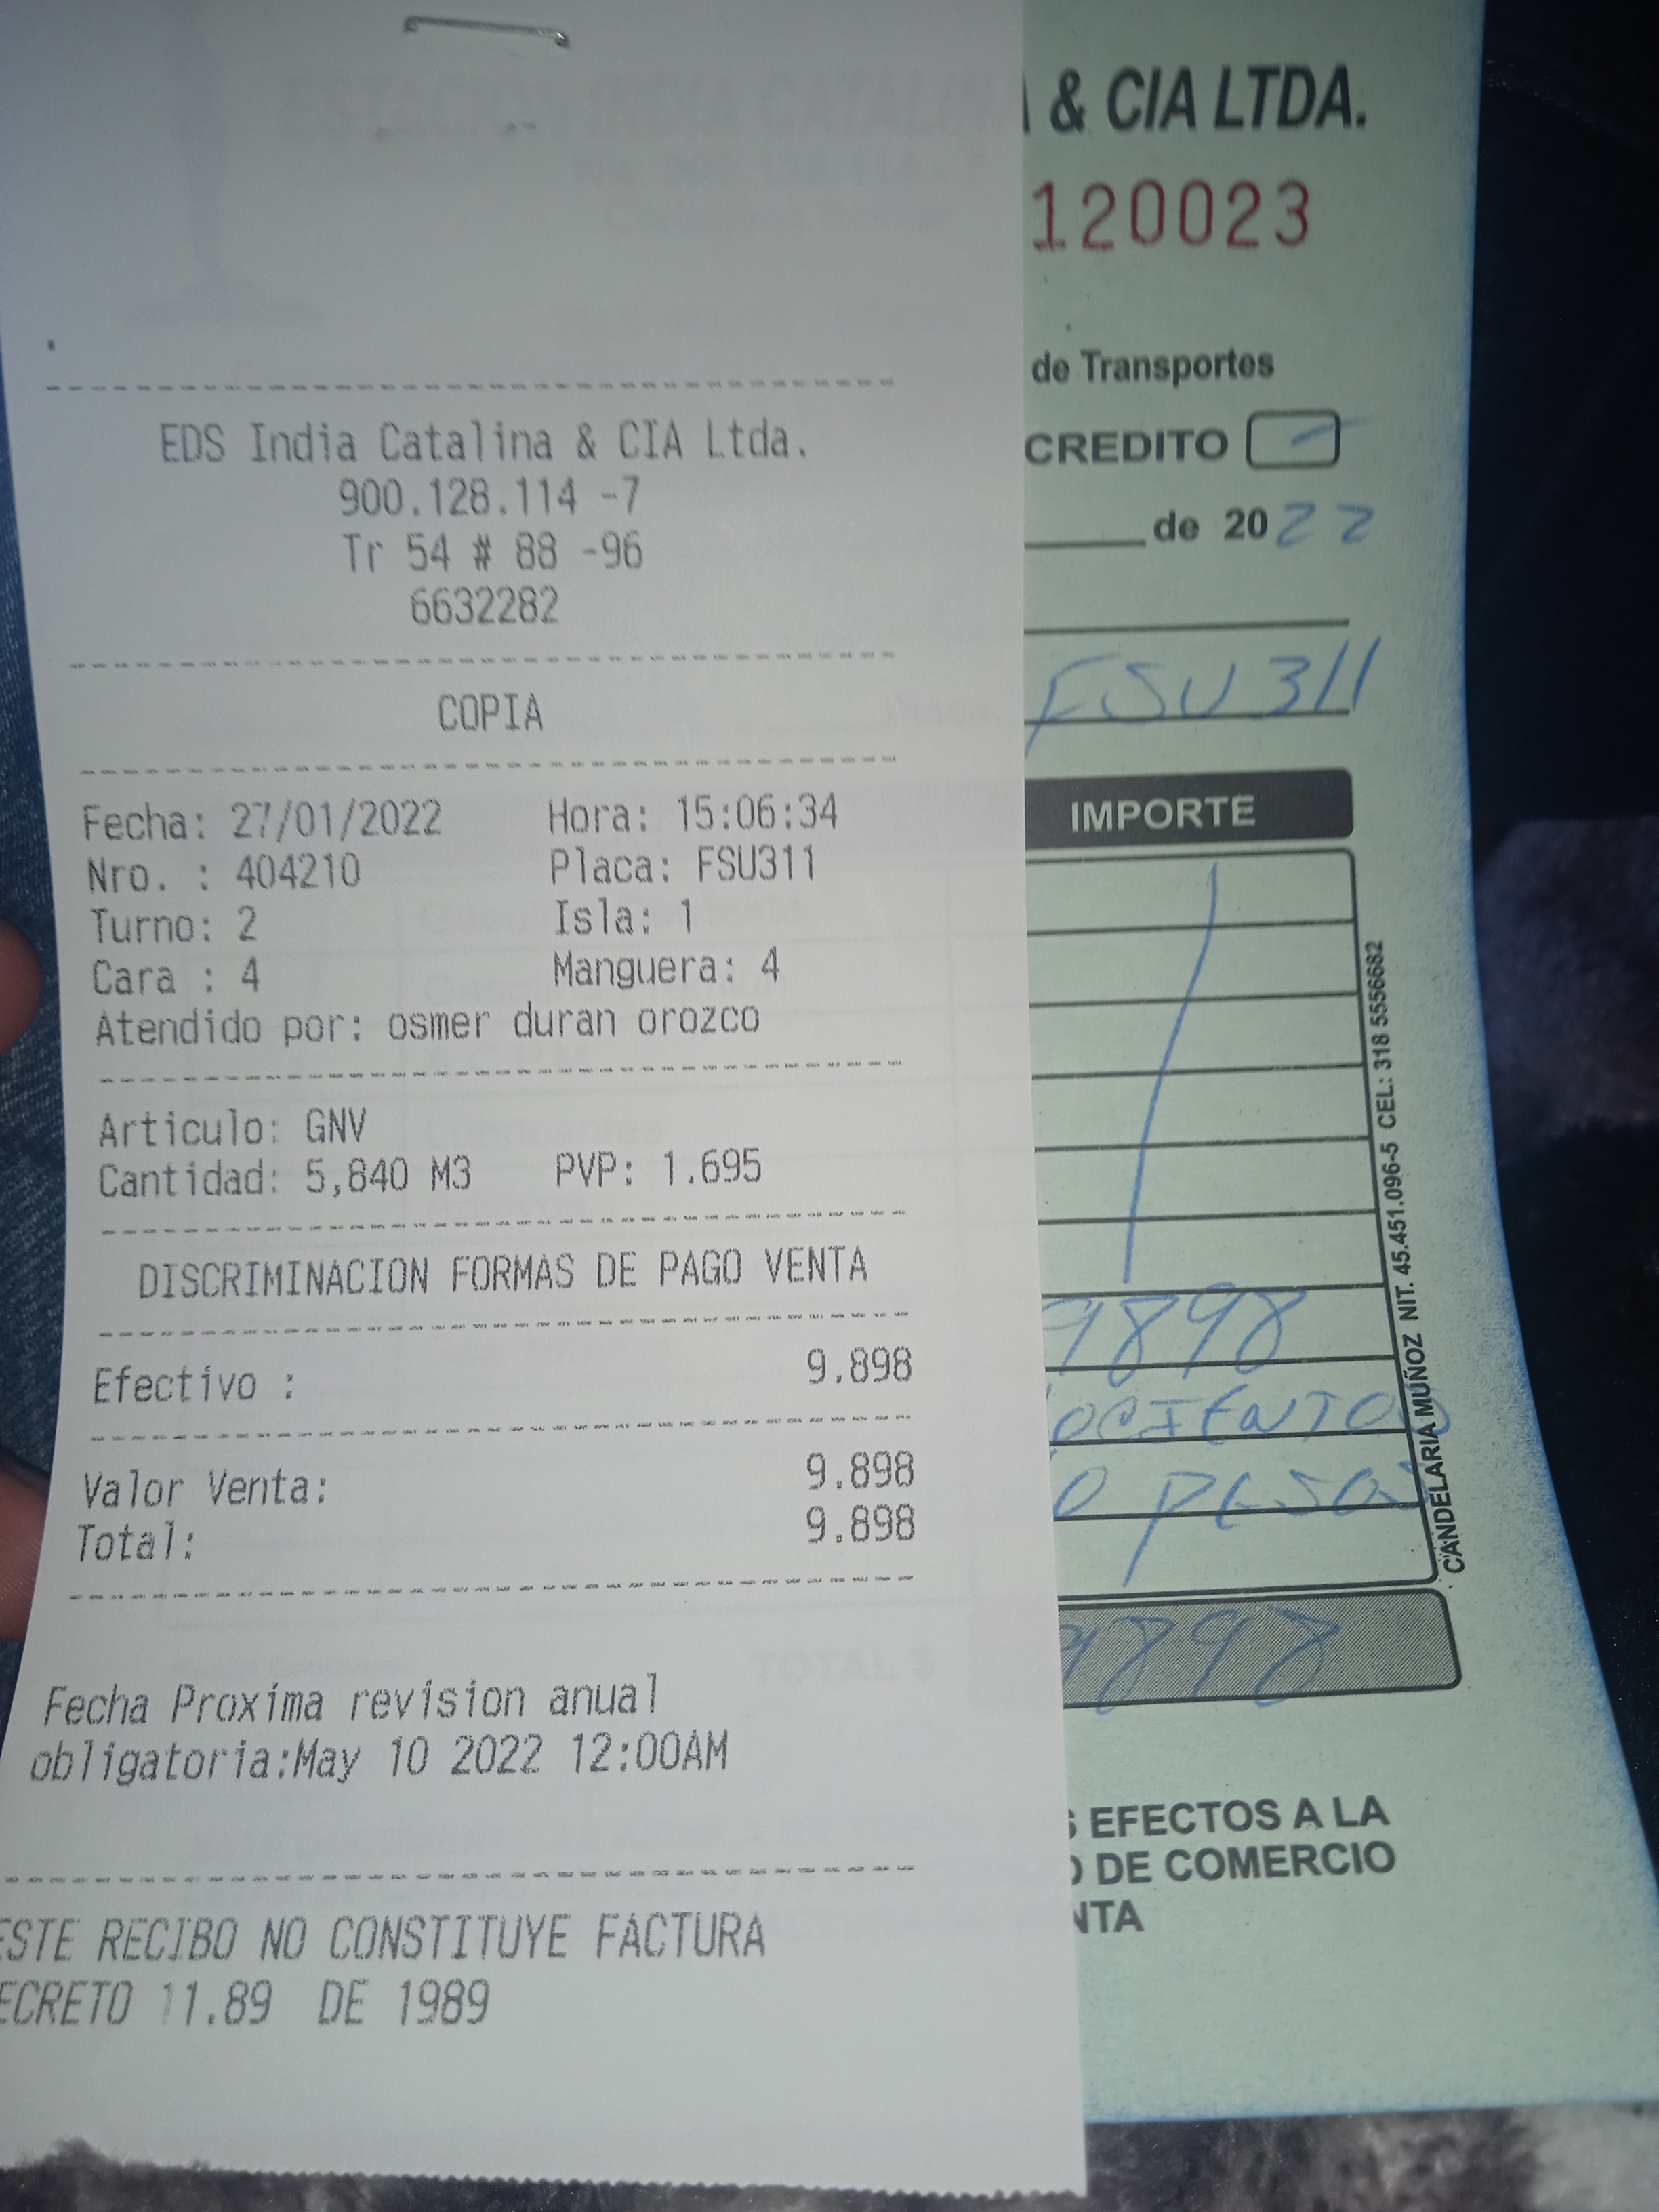 EDS India Catalina & CIA Ltda.
900.128.114 -7
Tr 54 # 88 -96
6632282
COPIA
Fecha: 27/01/2022 Hora: 15:06:34
Nro. : 404210 Placa: FSU311
Turno: 2 Isla: 1
Cara : 4 Manguera: 4
Atendido por: osmer duran orozco
Articulo: GNV
Cantidad: 5,840 M3 PVP: 1.695
DISCRIMINACION FORMAS DE PAGO VENTA
Efectivo : 9.898
Valor Venta: 9.898
Total: 9.898
Fecha Proxima revision anual
obligatoria:May 10 2022 12:00AM
ESTE RECIBO NO CONSTITUYE FACTURA
ECRETO 11.89 DE 1989
& CIA LTDA.
120023
de Transportes
CREDITO
de 2022
FSU311
IMPORTE
9898
PESOS
9898
EFECTOS A LA
DE COMERCIO
NTA
CANDELARIA MUÑOZ NIT. 45.451.096-5 CEL: 318 5556682
TOTAL $